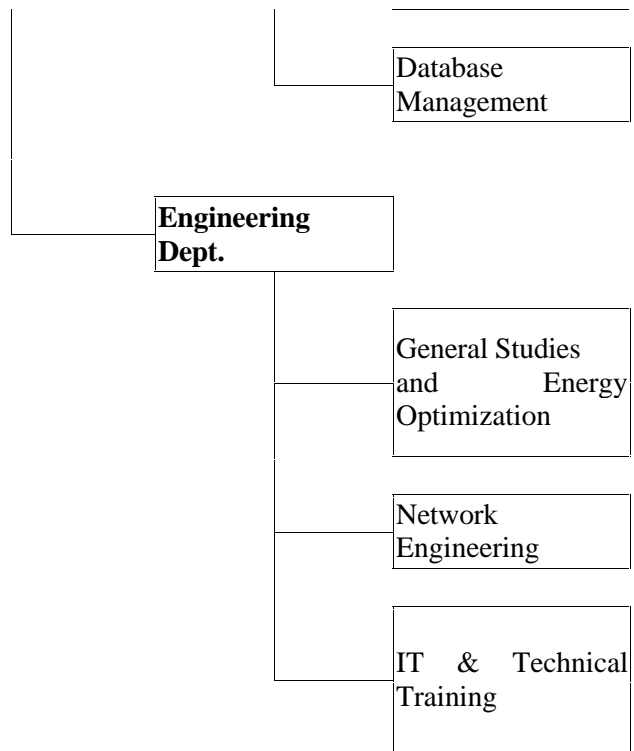 Database
Management
Engineering
Dept.
General Studies
and Energy
Optimization
Network
Engineering
IT & Technical
Training